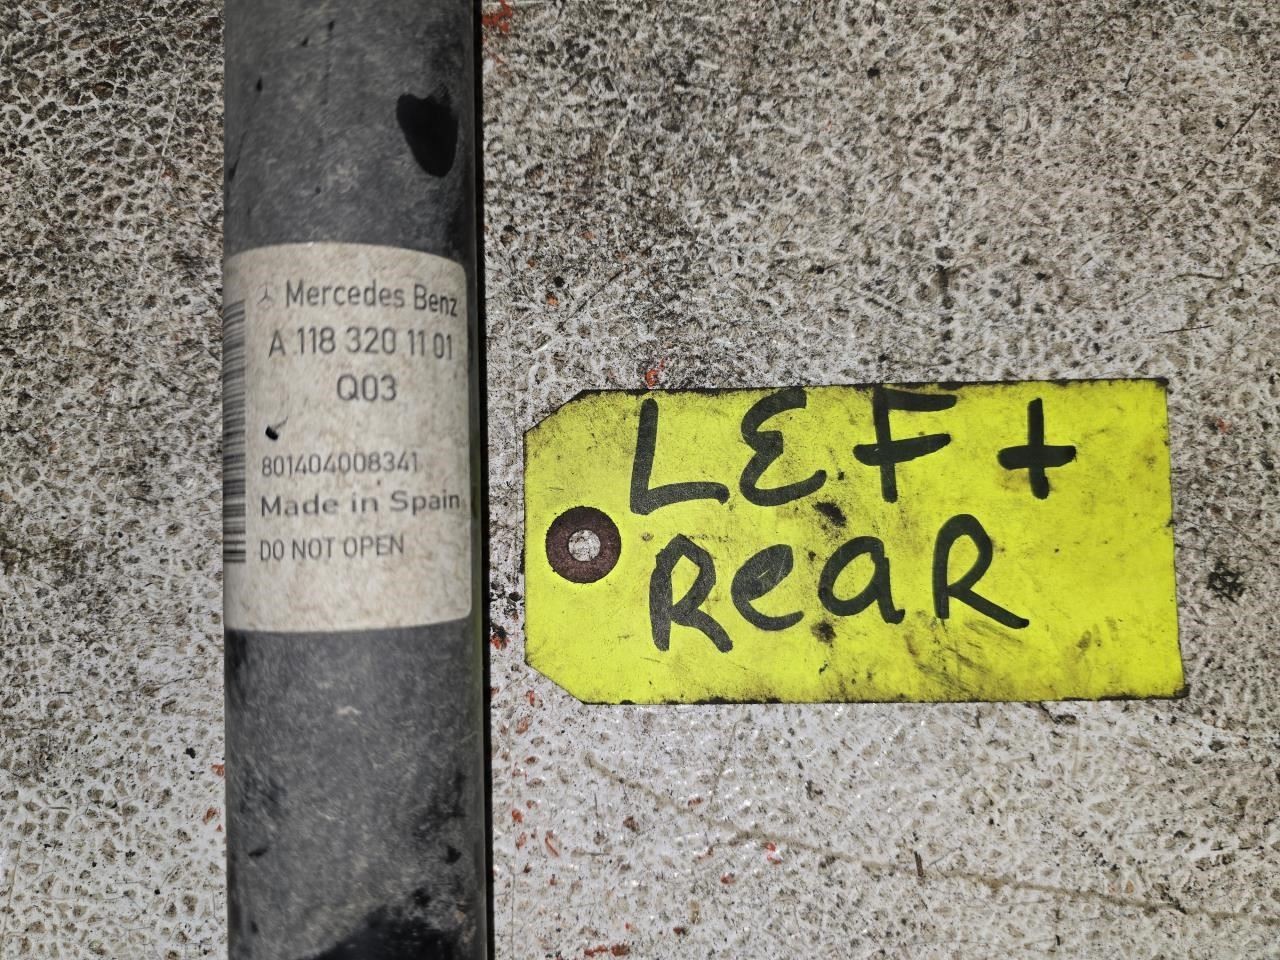 Mercedes Benz
A 118 320 11 01
Q03
801404008341
Made in Spain
DO NOT OPEN
LEFt
ReaR